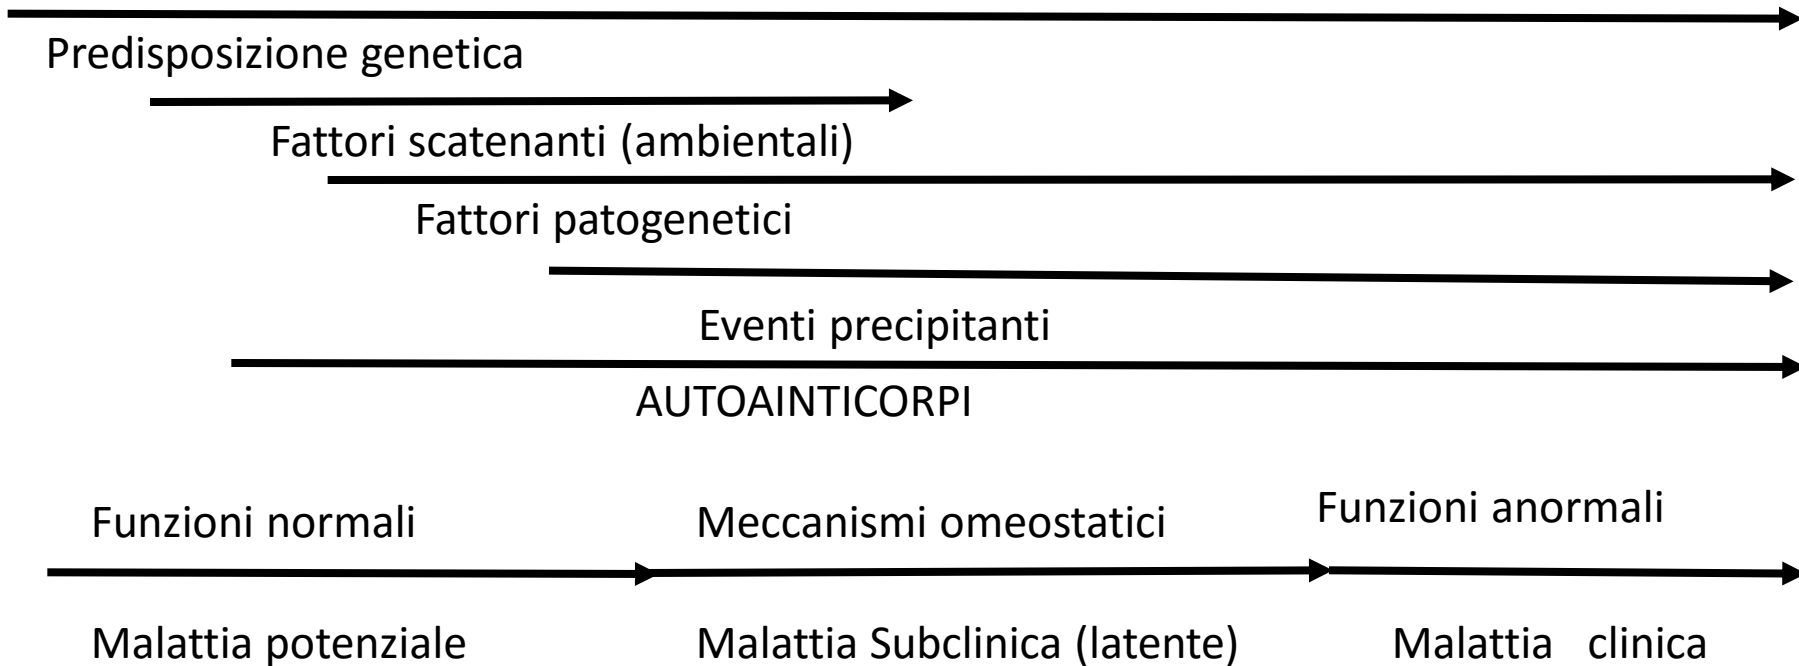 Predisposizione genetica
Fattori scatenanti (ambientali)
Fattori patogenetici
Eventi precipitanti
AUTOAINTICORPI
Funzioni normali
Meccanismi omeostatici
Funzioni anormali
Malattia potenziale
Malattia Subclinica (latente)
Malattia clinica